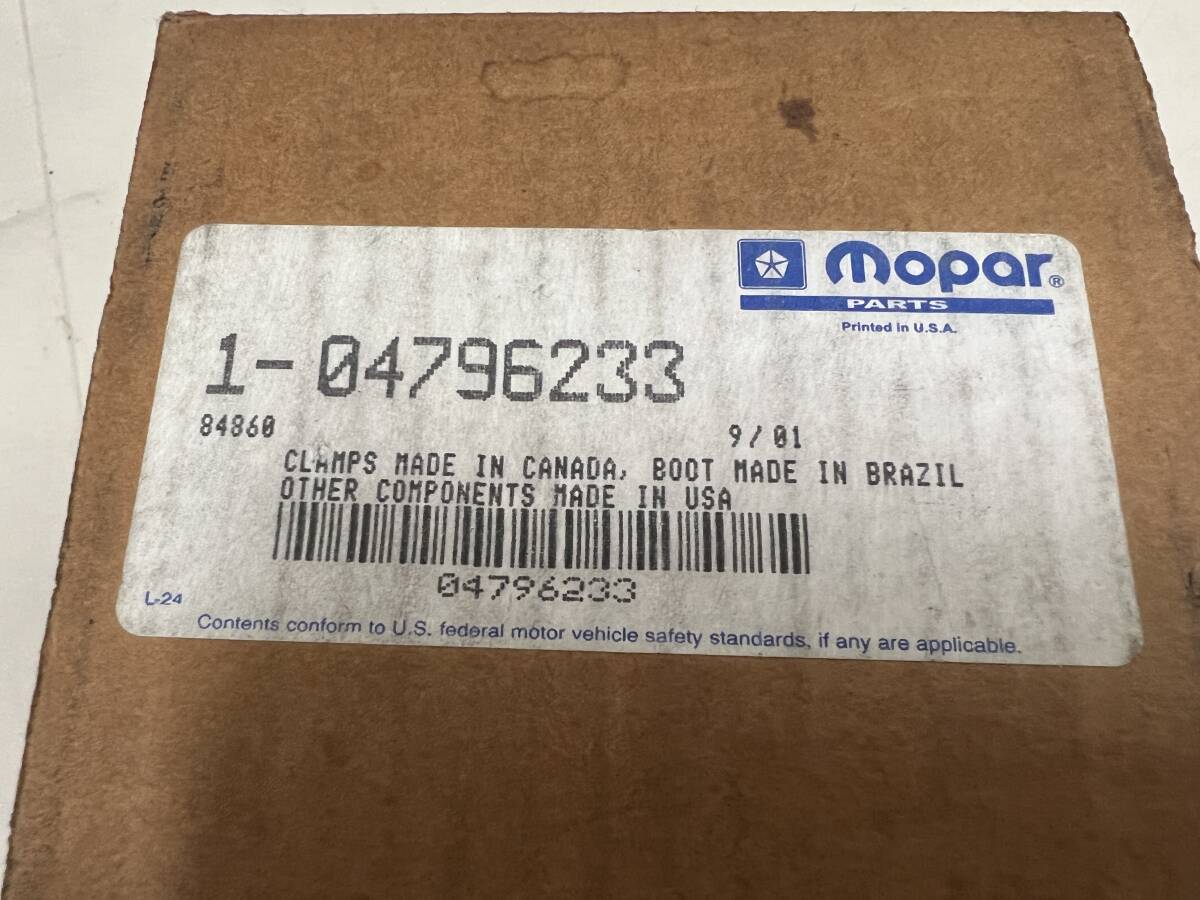 Mopar®
PARTS
Printed in U.S.A.
1-04796233
84860
9/01
CLAMPS MADE IN CANADA, BOOT MADE IN BRAZIL
OTHER COMPONENTS MADE IN USA
04796233
L-24
Contents conform to U.S. federal motor vehicle safety standards, if any are applicable.